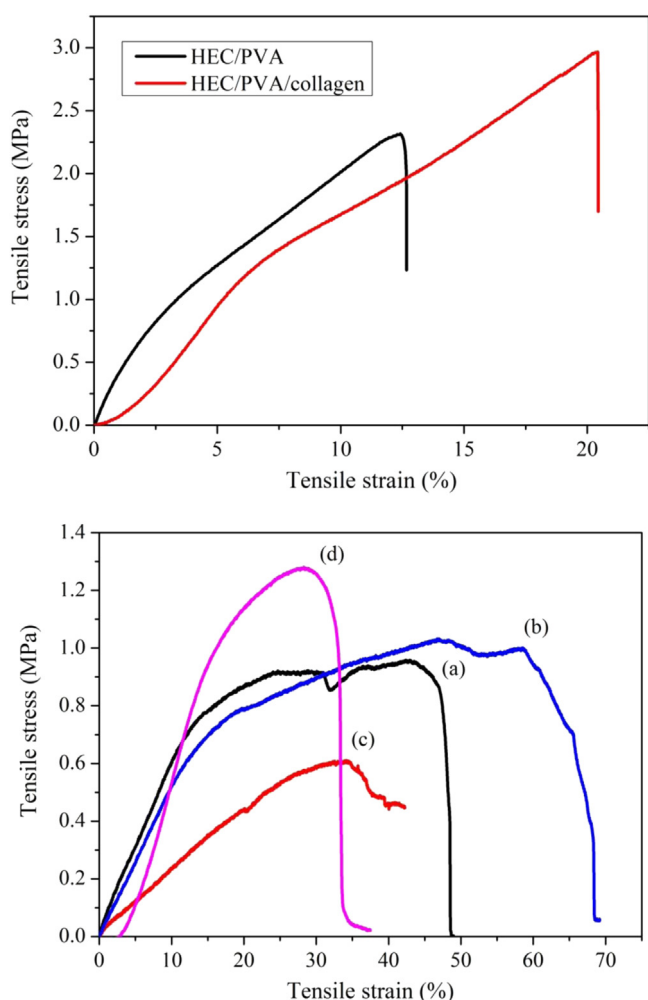 3.0
2.5
2.0
1.5
1.0
0.5
0.0
Tensile stress (MPa)
HEC/PVA
HEC/PVA/collagen
0 5 10 15 20
Tensile strain (%)
1.4
1.2
1.0
0.8
0.6
0.4
0.2
0.0
Tensile stress (MPa)
(d)
(b)
(a)
(c)
0 10 20 30 40 50 60 70
Tensile strain (%)